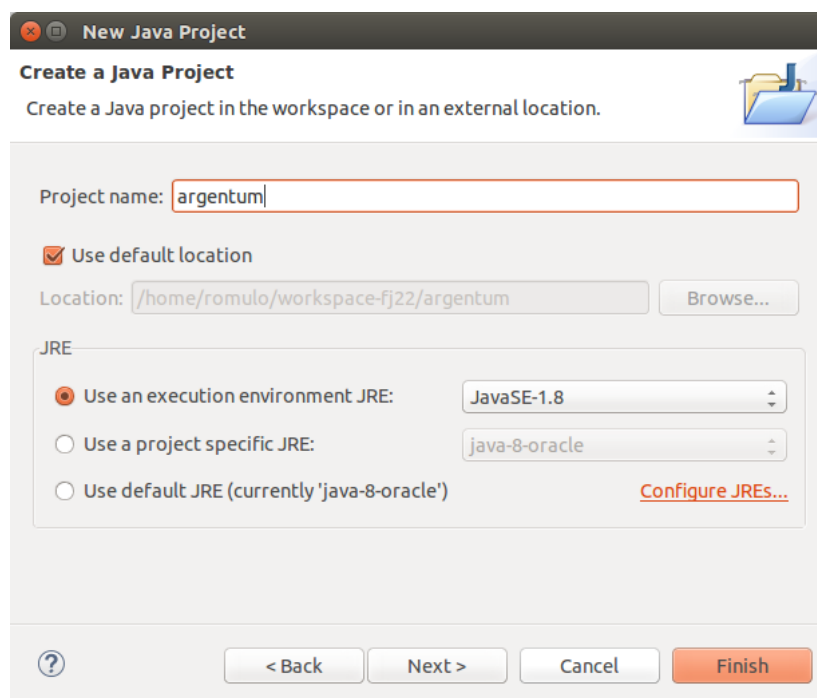 New Java Project
Create a Java Project
Create a Java project in the workspace or in an external location.
Project name: argentum
Use default location
Location: /home/romulo/workspace-fj22/argentum Browse...
JRE
Use an execution environment JRE: JavaSE-1.8
Use a project specific JRE: java-8-oracle
Use default JRE (currently 'java-8-oracle') Configure JREs...
? < Back Next > Cancel Finish